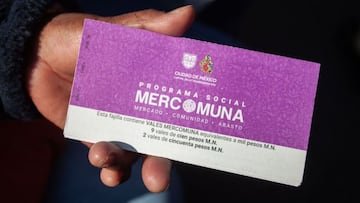 CIUDAD DE MÉXICO
PROGRAMA SOCIAL
MERCOMUNA
MERCADO • COMUNIDAD • ABASTO
Esta fajilla contiene VALES MERCOMUNA equivalentes a mil pesos M.N.
9 vales de cien pesos M.N.
2 vales de cincuenta pesos M.N.